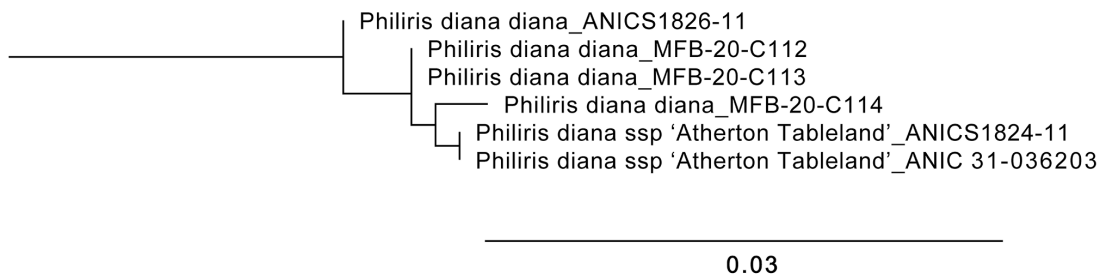 Philiris diana diana_ANICS1826-11
Philiris diana diana_MFB-20-C112
Philiris diana diana_MFB-20-C113
Philiris diana diana_MFB-20-C114
Philiris diana ssp ‘Atherton Tableland’_ANICS1824-11
Philiris diana ssp ‘Atherton Tableland’_ANIC 31-036203
0.03